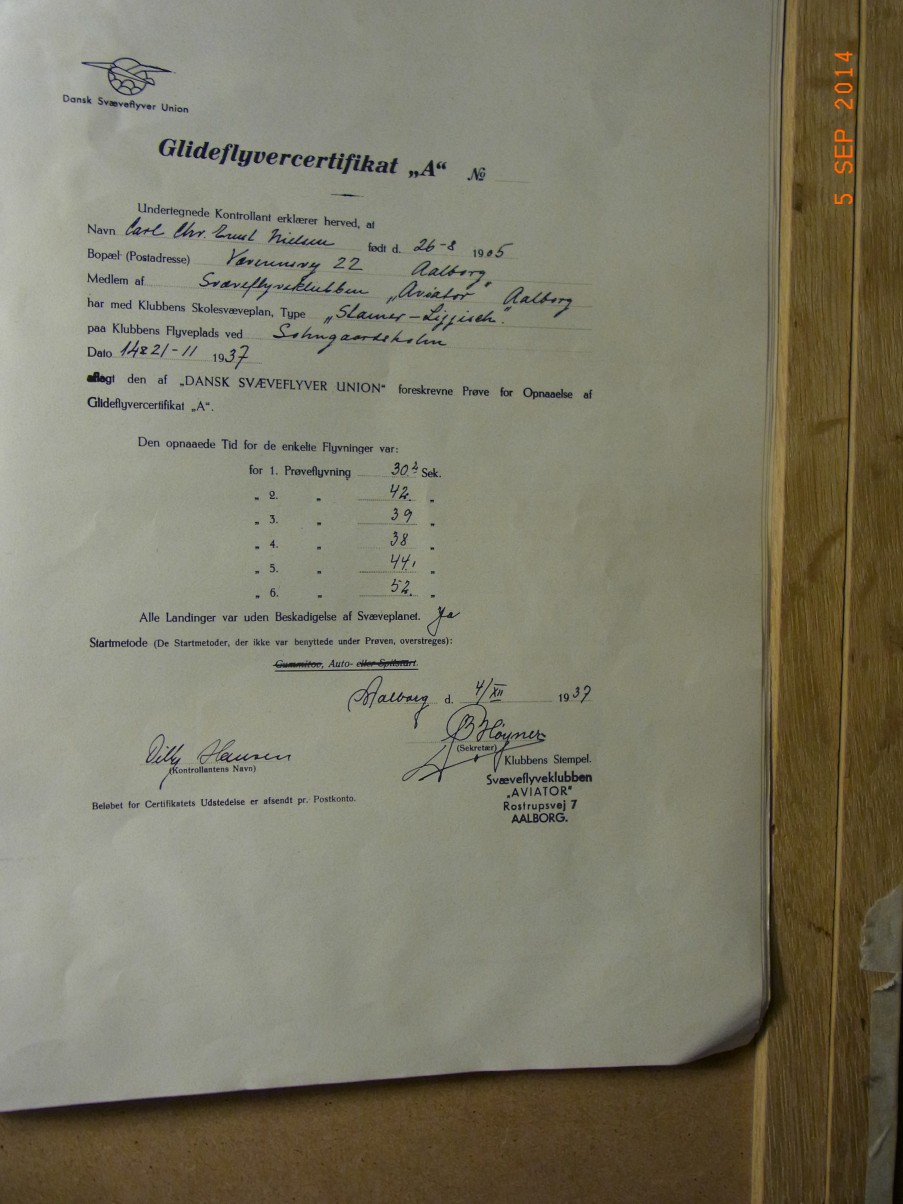 5 SEP 2014
Dansk Svæveflyver Union
Glideflyvercertifikat „A“ №
Undertegnede Kontrollant erklærer herved, at
Navn Carl Chr. Ernst Nielsen født d. 26-8 1905
Bopæl (Postadresse) 22 Aalborg
Medlem af Svæveflyveklubben „Aviator“ Aalborg
har med Klubbens Skolesvæveplan, Type „Stamer-Lippisch“.
paa Klubbens Flyveplads ved Sohngaardsholm
Dato 14&21-11 1937
aflagt den af „DANSK SVÆVEFLYVER UNION“ foreskrevne Prøve for Opnaaelse af
Glideflyvercertifikat „A“.
Den opnaaede Tid for de enkelte Flyvninger var:
for 1. Prøveflyvning 30 Sek.
„ 2. „ 42. „
„ 3. „ 39 „
„ 4. „ 38 „
„ 5. „ 44. „
„ 6. „ 52. „
Alle Landinger var uden Beskadigelse af Svæveplanet. Ja
Startmetode (De Startmetoder, der ikke var benyttede under Prøven, overstreges):
Gummitov, Auto- eller Spilstart.
Aalborg d. 4/XII 1937
B Höyner
(Sekretær)
Villy Hansen
(Kontrollantens Navn)
Klubbens Stempel.
Svæveflyveklubben
„AVIATOR“
Rostrupsvej 7
AALBORG.
Beløbet for Certifikatets Udstedelse er afsendt pr. Postkonto.